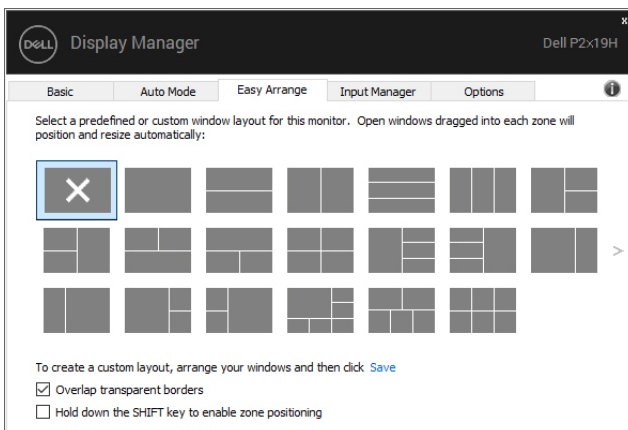 x
DELL Display Manager Dell P2x19H
Basic Auto Mode Easy Arrange Input Manager Options
Select a predefined or custom window layout for this monitor. Open windows dragged into each zone will
position and resize automatically:
To create a custom layout, arrange your windows and then click Save
Overlap transparent borders
Hold down the SHIFT key to enable zone positioning